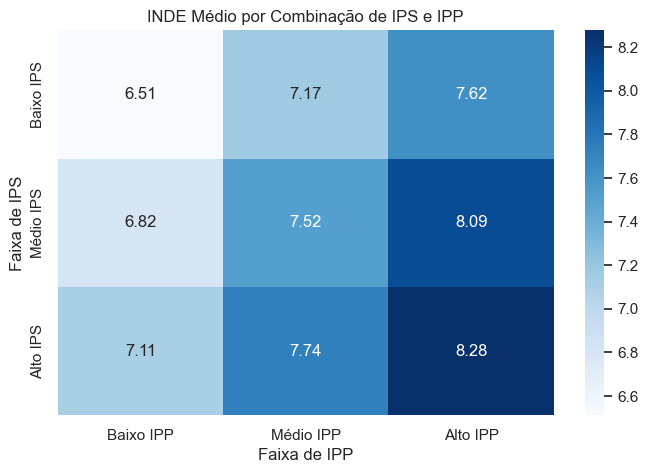 INDE Médio por Combinação de IPS e IPP
Faixa de IPS
Baixo IPS
6.51
7.17
7.62
Médio IPS
6.82
7.52
8.09
Alto IPS
7.11
7.74
8.28
Baixo IPP
Médio IPP
Alto IPP
Faixa de IPP
8.2
8.0
7.8
7.6
7.4
7.2
7.0
6.8
6.6